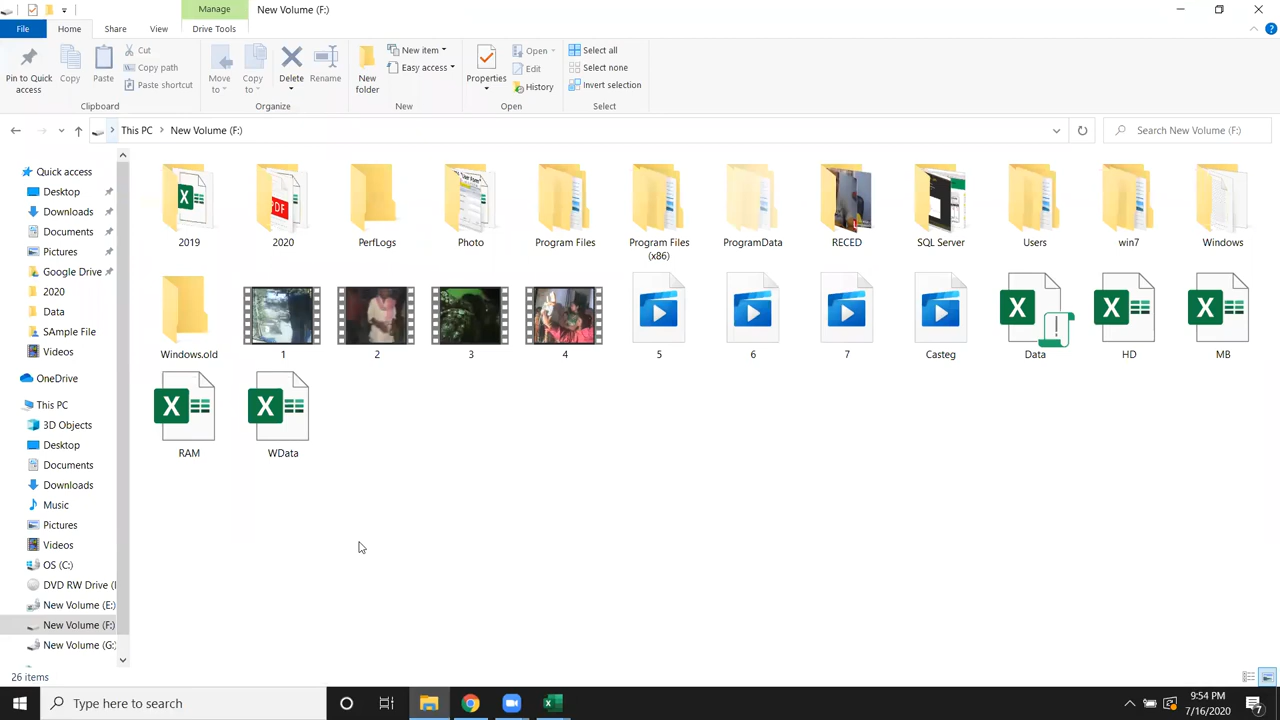 Manage
New Volume (F:)
File
Home
Share
View
Drive Tools
Pin to Quick access
Copy
Paste
Cut
Copy path
Paste shortcut
Clipboard
Move to
Copy to
Delete
Rename
Organize
New folder
New item
Easy access
New
Properties
Open
Edit
History
Open
Select all
Select none
Invert selection
Select
This PC
New Volume (F:)
Search New Volume (F:)
Quick access
Desktop
Downloads
Documents
Pictures
Google Drive
2020
Data
SAmple File
Videos
OneDrive
This PC
3D Objects
Desktop
Documents
Downloads
Music
Pictures
Videos
OS (C:)
DVD RW Drive (
New Volume (E:)
New Volume (F:)
New Volume (G:
2019
2020
PerfLogs
Photo
Program Files
Program Files (x86)
ProgramData
RECED
SQL Server
Users
win7
Windows
Windows.old
1
2
3
4
5
6
7
Casteg
Data
HD
MB
RAM
WData
26 items
Type here to search
9:54 PM
7/16/2020
7